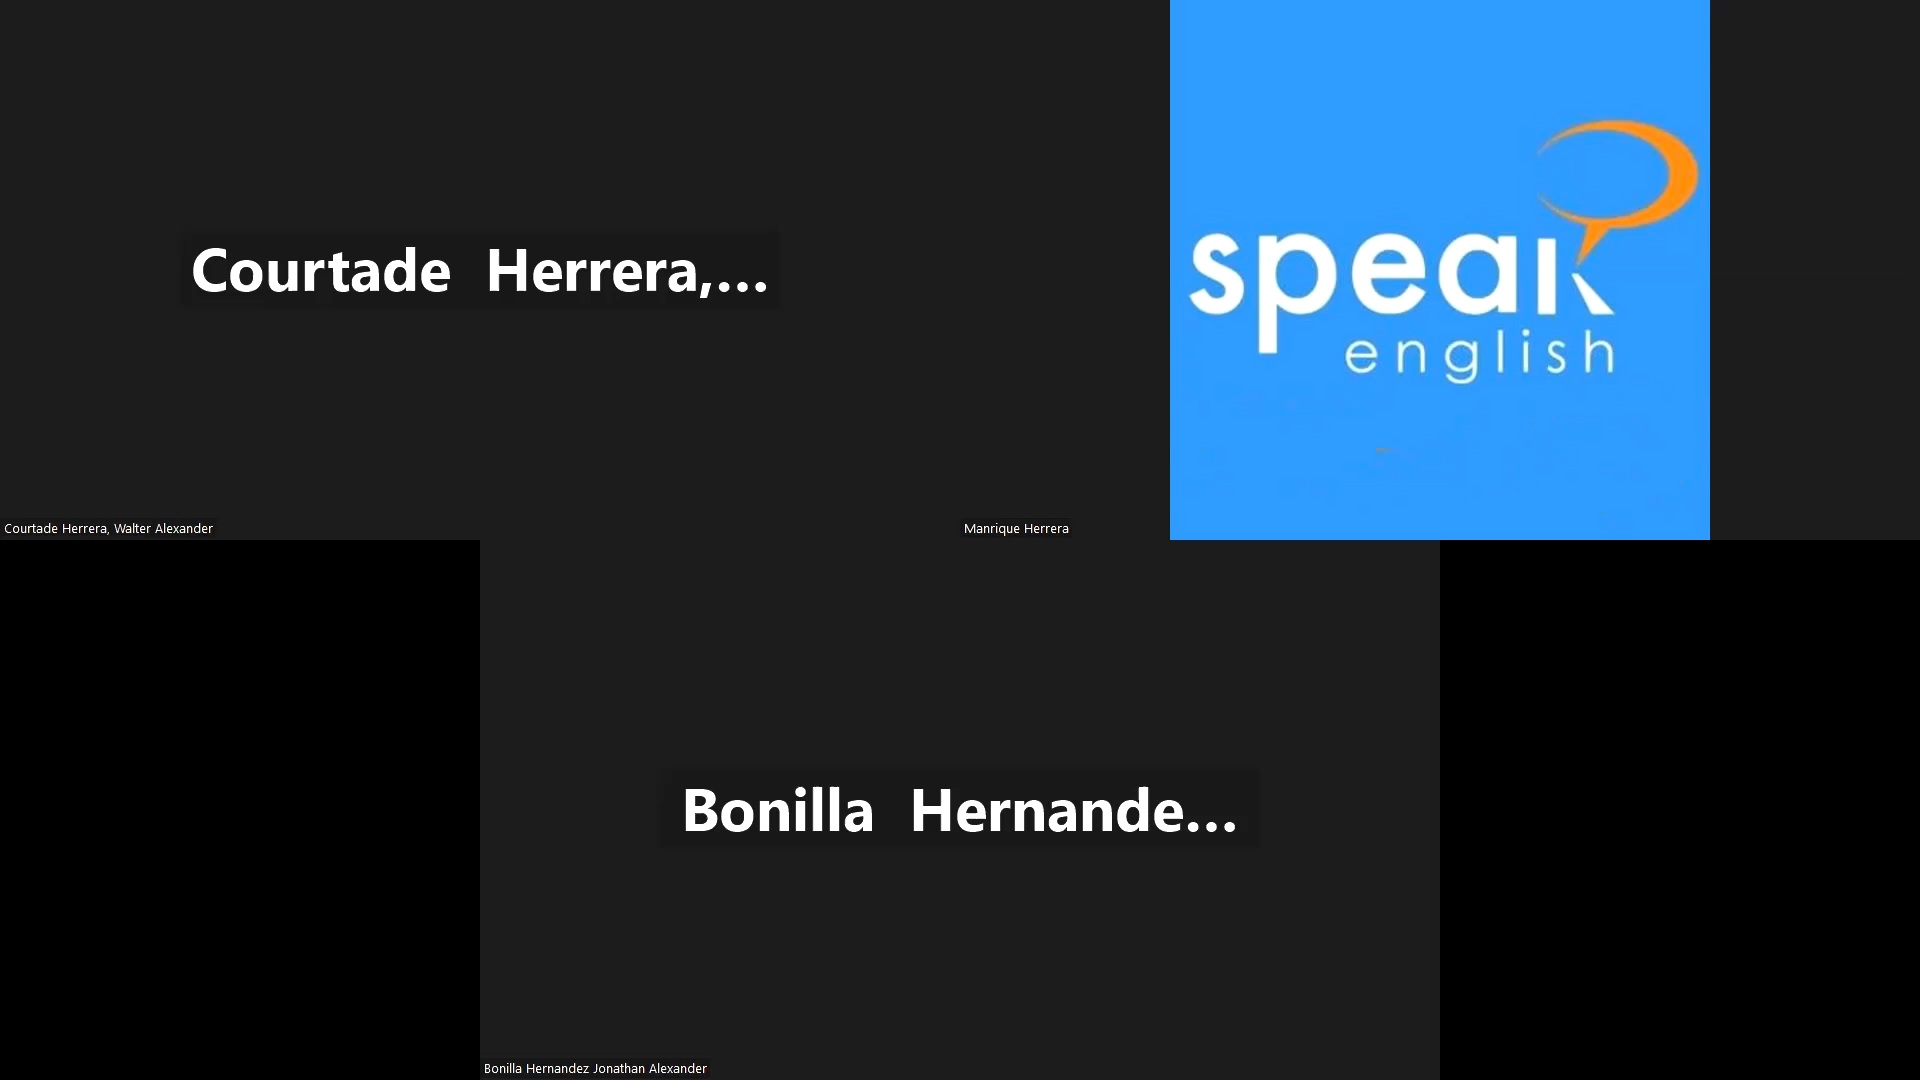 Courtade Herrera,...
speak
english
Courtade Herrera, Walter Alexander
Manrique Herrera
Bonilla Hernande...
Bonilla Hernandez Jonathan Alexander